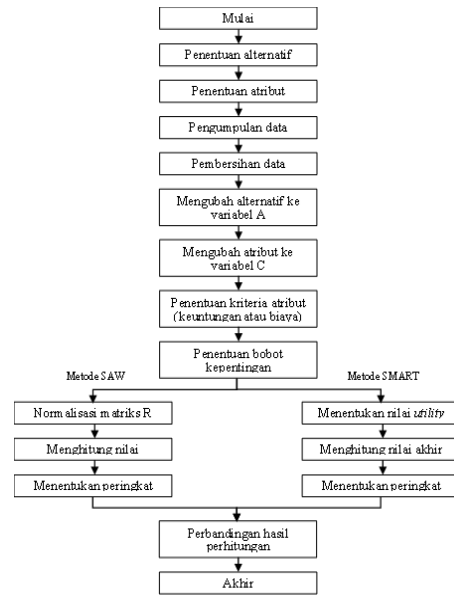 Mulai
Penentuan alternatif
Penentuan atribut
Pengumpulan data
Pembersihan data
Mengubah alternatif ke
variabel A
Mengubah atribut ke
variabel C
Penentuan kriteria atribut
(keuntungan atau biaya)
Penentuan bobot
kepentingan
Metode SAW
Metode SMART
Normalisasi matriks R
Menentukan nilai utility
Menghitung nilai
Menghitung nilai akhir
Menentukan peringkat
Menentukan peringkat
Perbandingan hasil
perhitungan
Akhir